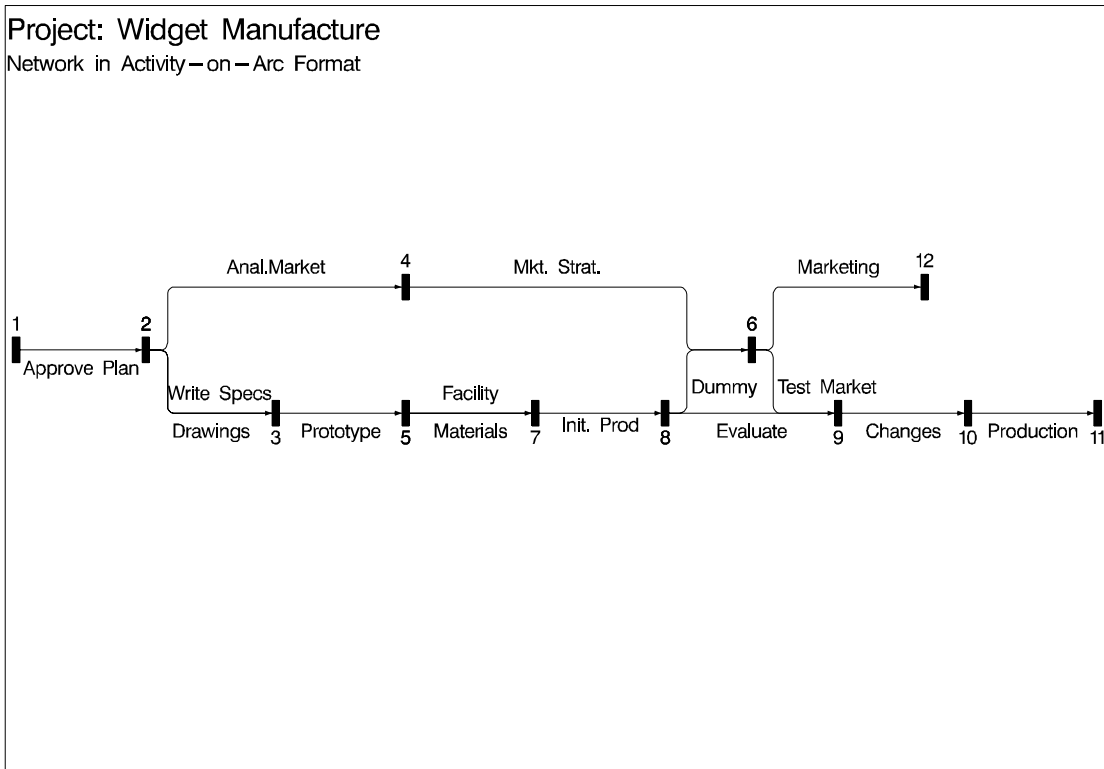 Project: Widget Manufacture
Network in Activity-on-Arc Format
Anal.Market
4
Mkt. Strat.
Marketing
12
1
2
6
Approve Plan
Write Specs
Facility
Dummy
Test Market
Drawings
3
Prototype
5
Materials
7
Init. Prod
8
Evaluate
9
Changes
10
Production
11